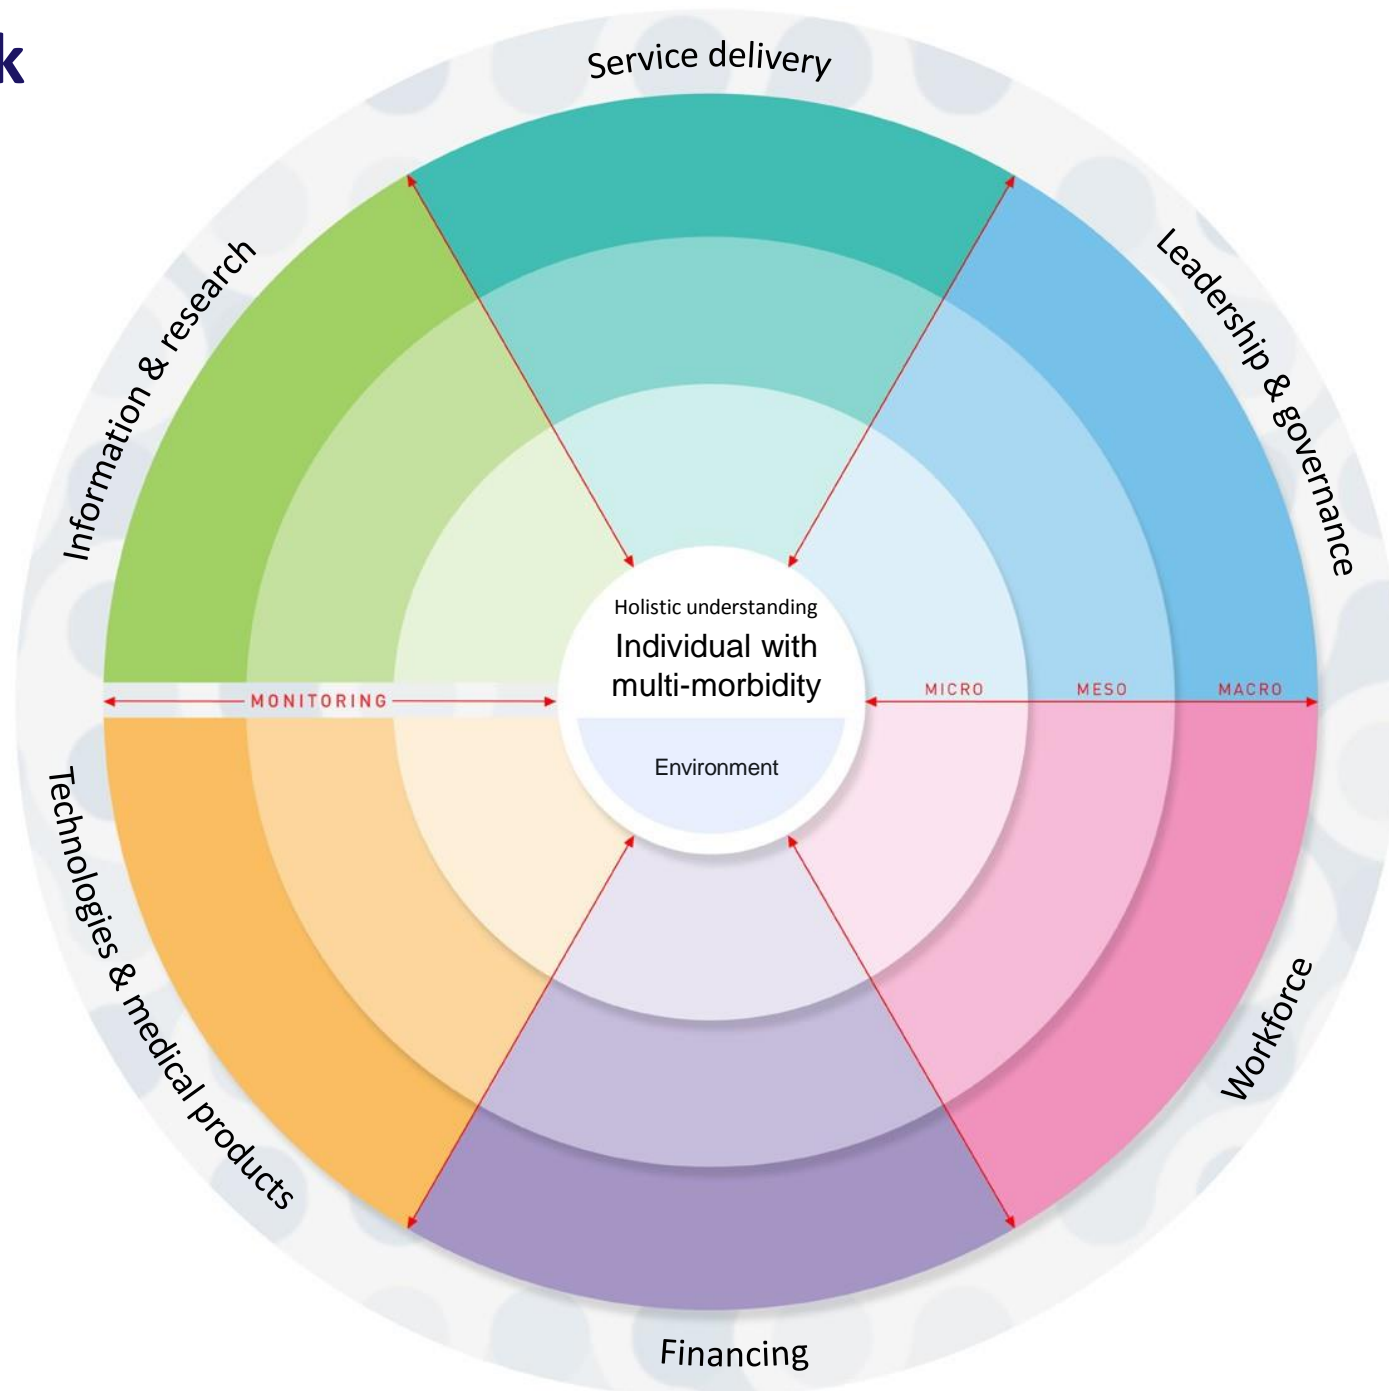 k
Service delivery
Leadership & governance
Information & research
Holistic understanding
Individual with
multi-morbidity
MONITORING
MICRO MESO MACRO
Environment
Technologies & medical products
Workforce
Financing